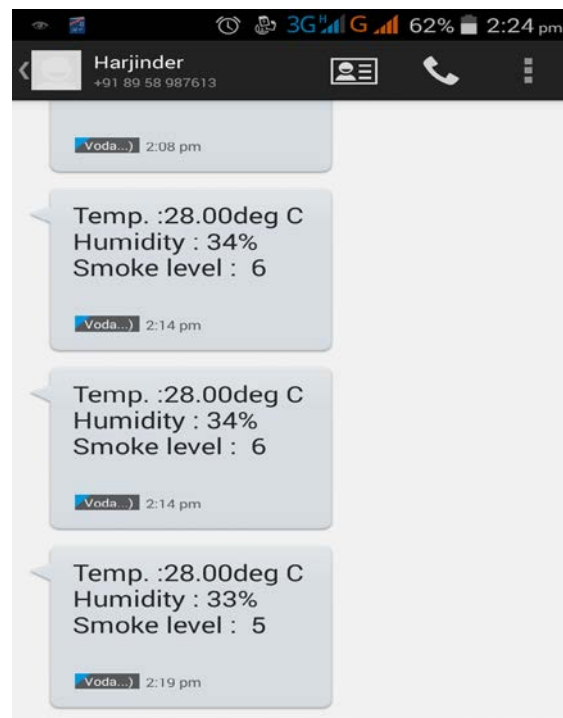 3G H G 62% 2:24 pm
Harjinder
+91 89 58 987613
Voda...) 2:08 pm
Temp. :28.00deg C
Humidity : 34%
Smoke level :  6
Voda...) 2:14 pm
Temp. :28.00deg C
Humidity : 34%
Smoke level :  6
Voda...) 2:14 pm
Temp. :28.00deg C
Humidity : 33%
Smoke level :  5
Voda...) 2:19 pm